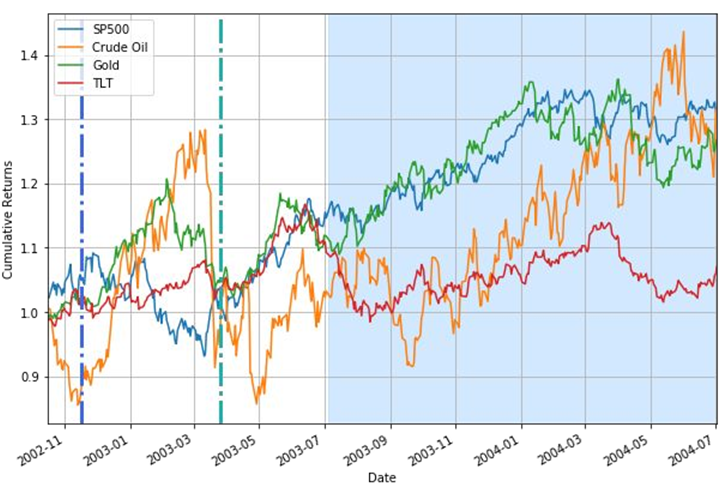 SP500
Crude Oil
Gold
TLT
1.4
1.3
1.2
1.1
1.0
0.9
Cumulative Returns
2002-11
2003-01
2003-03
2003-05
2003-07
2003-09
2003-11
2004-01
2004-03
2004-05
2004-07
Date